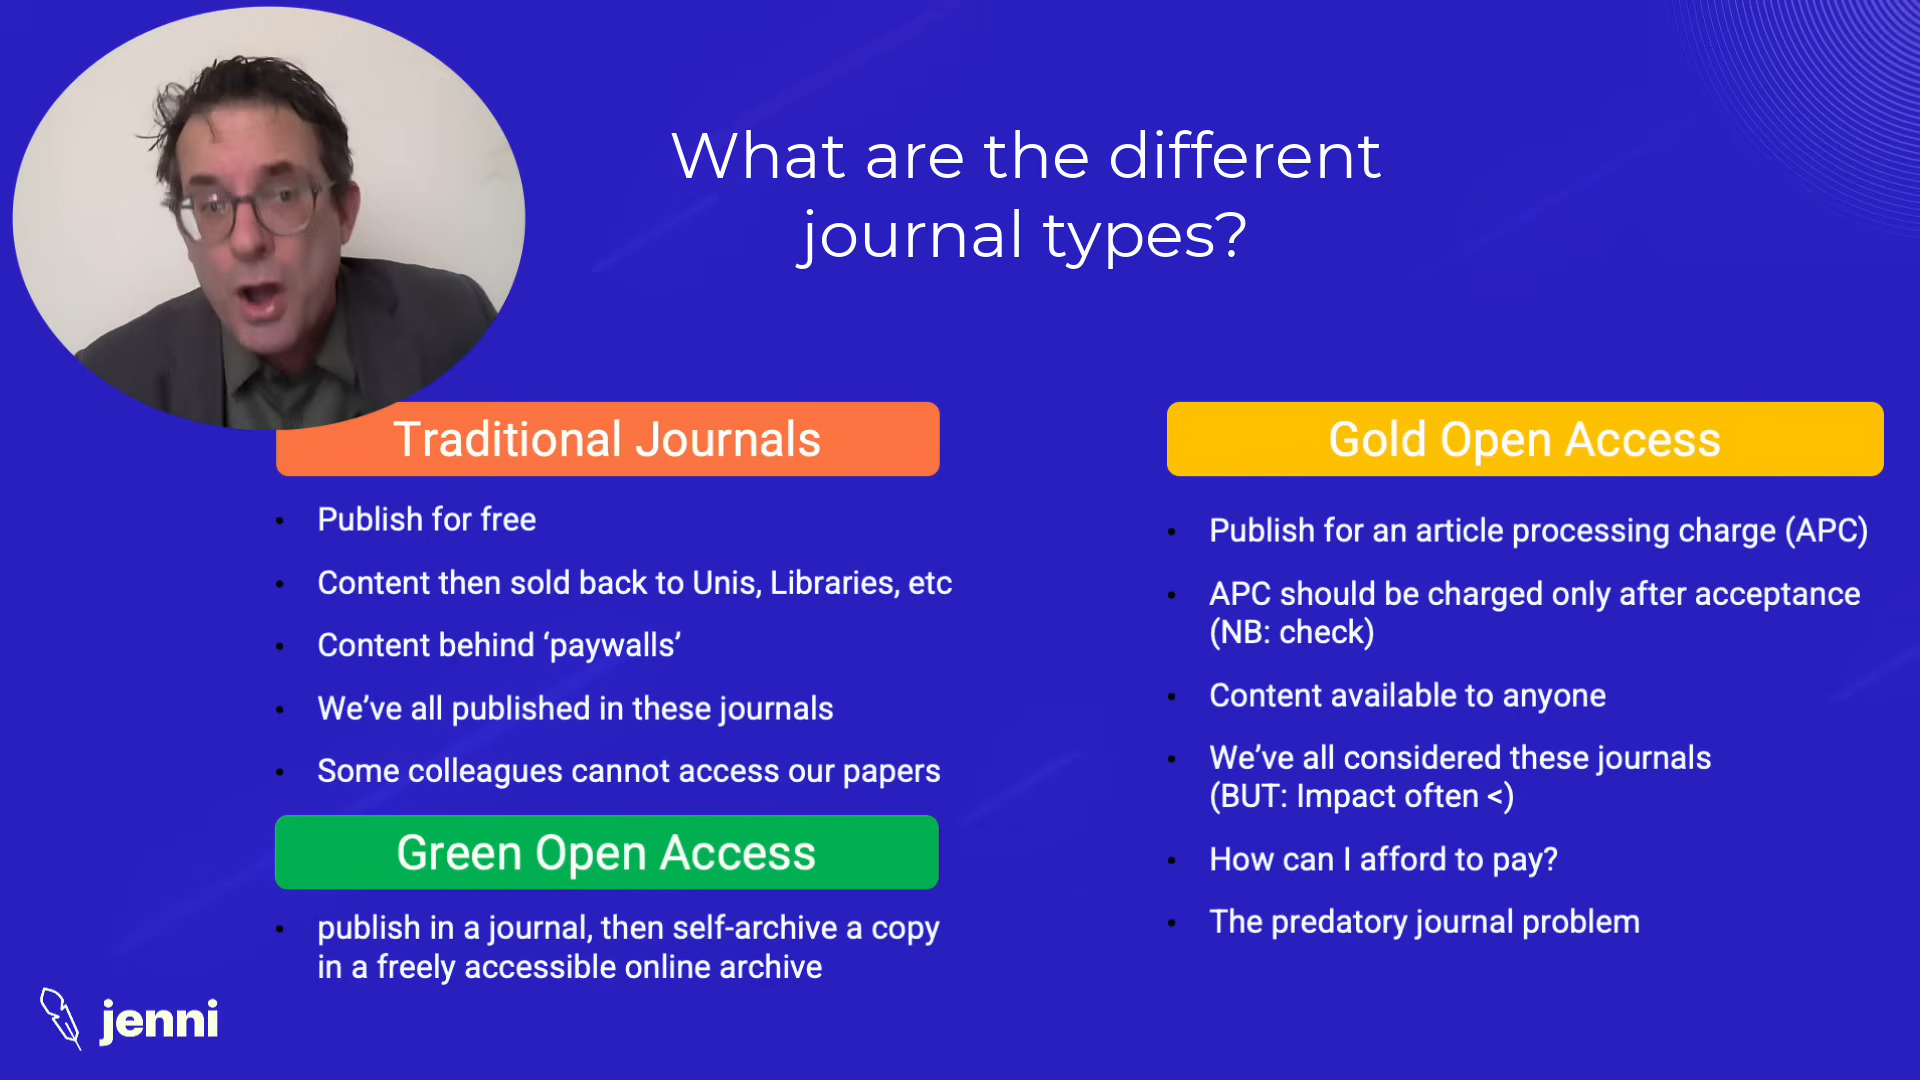 What are the different
journal types?
Traditional Journals
Publish for free
Content then sold back to Unis, Libraries, etc
Content behind ‘paywalls’
We’ve all published in these journals
Some colleagues cannot access our papers
Green Open Access
publish in a journal, then self-archive a copy
in a freely accessible online archive
Gold Open Access
Publish for an article processing charge (APC)
APC should be charged only after acceptance
(NB: check)
Content available to anyone
We’ve all considered these journals
(BUT: Impact often <)
How can I afford to pay?
The predatory journal problem
jenni